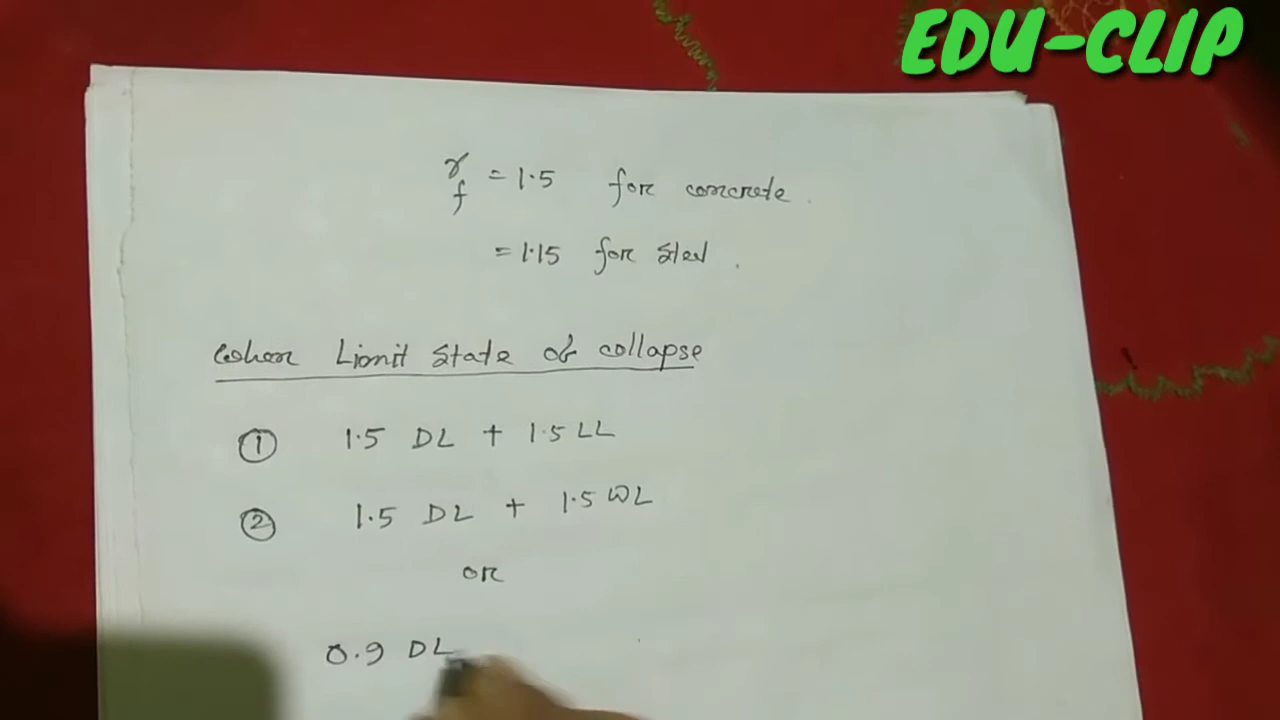 EDU-CLIP
γf = 1.5 for concrete.
= 1.15 for steel.
when Limit state of collapse
① 1.5 DL + 1.5 LL
② 1.5 DL + 1.5 WL
or
0.9 DL